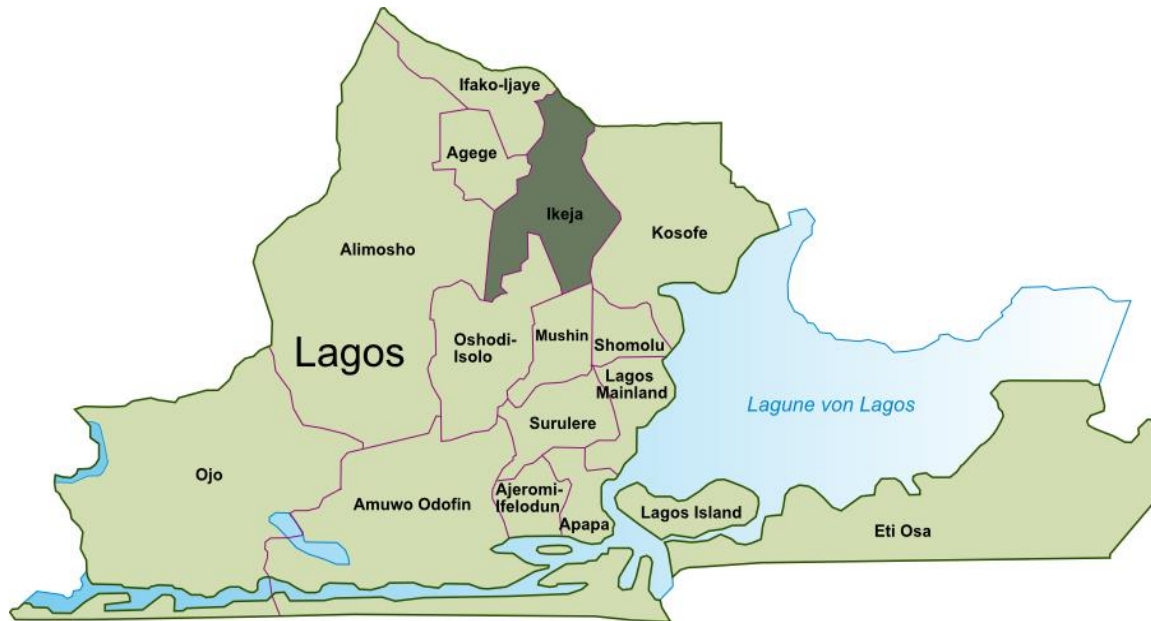 Ifako-Ijaye
Agege
Ikeja
Kosofe
Alimosho
Oshodi-
Isolo
Mushin
Shomolu
Lagos
Lagos
Mainland
Lagune von Lagos
Surulere
Ojo
Amuwo Odofin
Ajeromi-
Ifelodun
Apapa
Lagos Island
Eti Osa